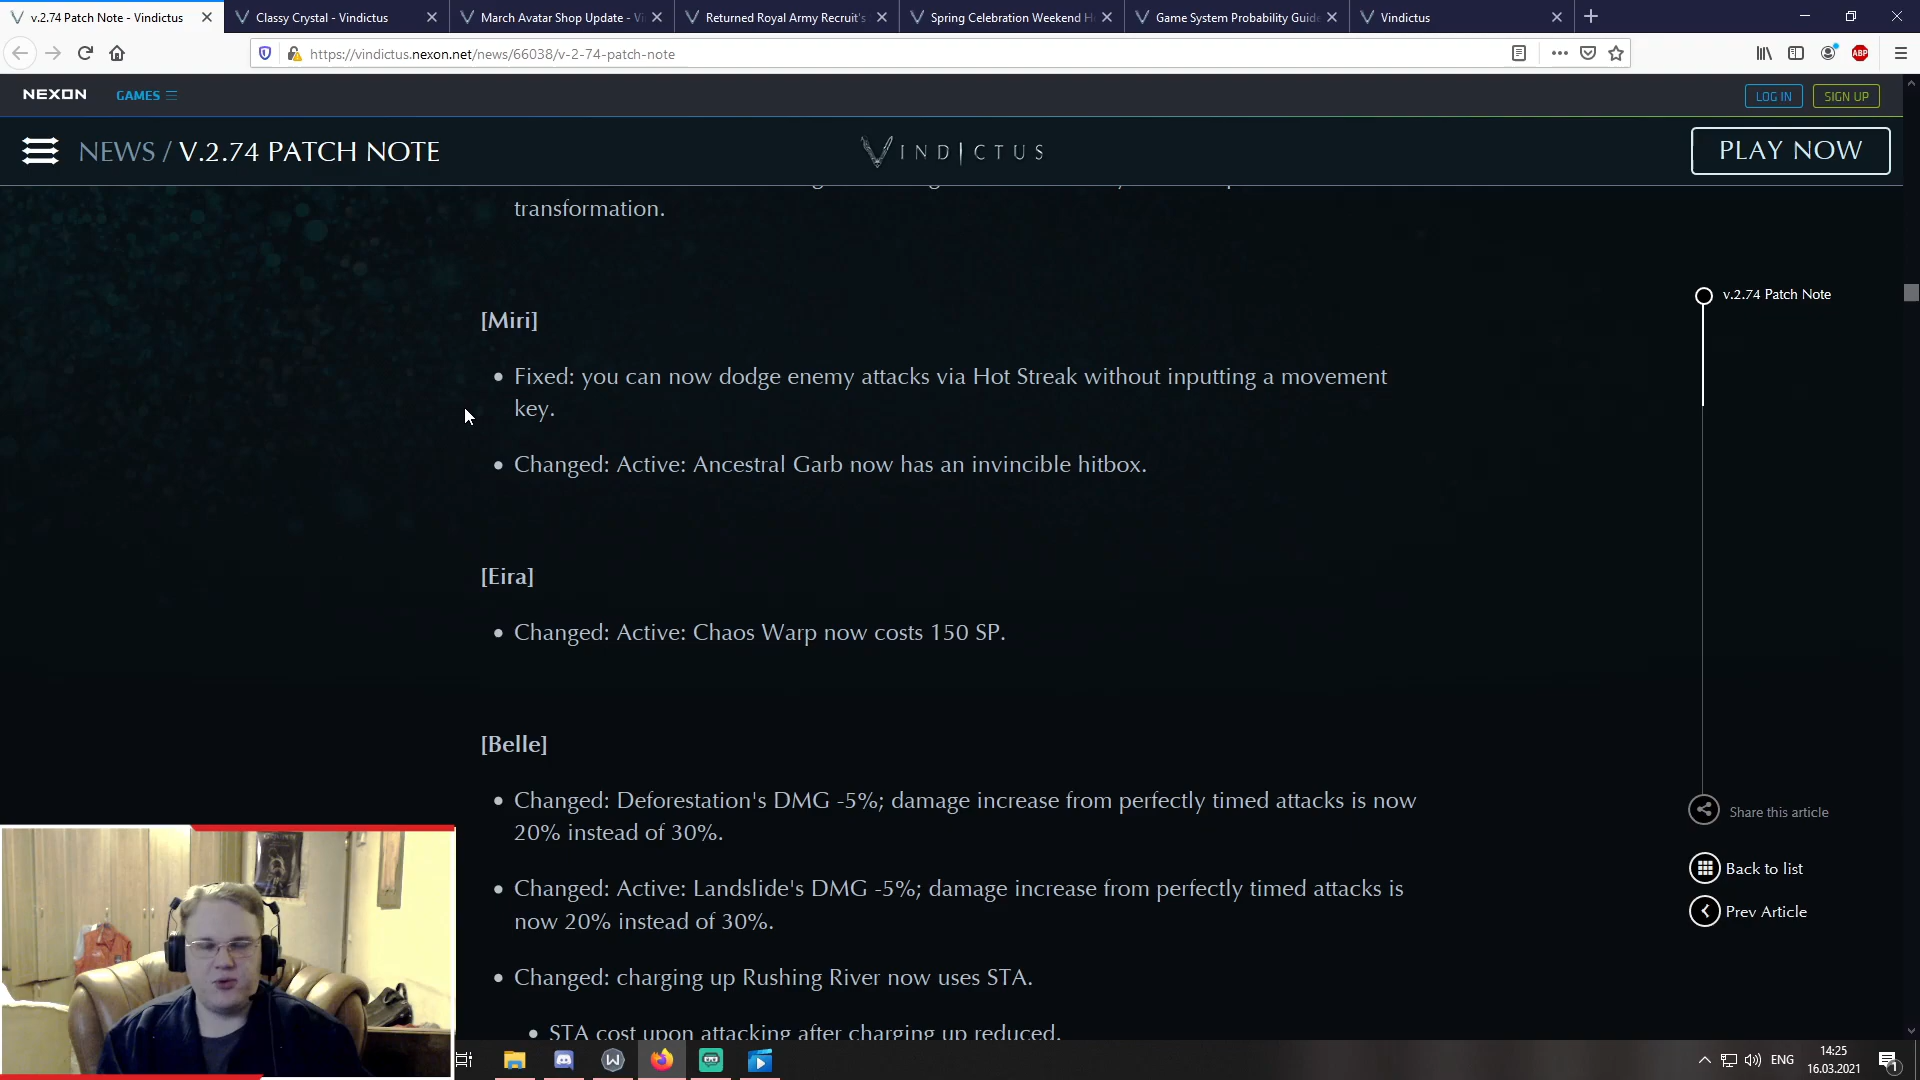 v.2.74 Patch Note - Vindictus
Classy Crystal - Vindictus
March Avatar Shop Update - Vi
Returned Royal Army Recruit's
Spring Celebration Weekend H
Game System Probability Guid
Vindictus
https://vindictus.nexon.net/news/66038/v-2-74-patch-note
ABP
NEXON
GAMES
LOG IN
SIGN UP
NEWS / V.2.74 PATCH NOTE
VINDICTUS
PLAY NOW
transformation.
v.2.74 Patch Note
[Miri]
Fixed: you can now dodge enemy attacks via Hot Streak without inputting a movement
key.
Changed: Active: Ancestral Garb now has an invincible hitbox.
[Eira]
Changed: Active: Chaos Warp now costs 150 SP.
[Belle]
Changed: Deforestation's DMG -5%; damage increase from perfectly timed attacks is now
20% instead of 30%.
Changed: Active: Landslide's DMG -5%; damage increase from perfectly timed attacks is
now 20% instead of 30%.
Changed: charging up Rushing River now uses STA.
STA cost upon attacking after charging up reduced.
Share this article
Back to list
Prev Article
ENG
14:25
16.03.2021
1